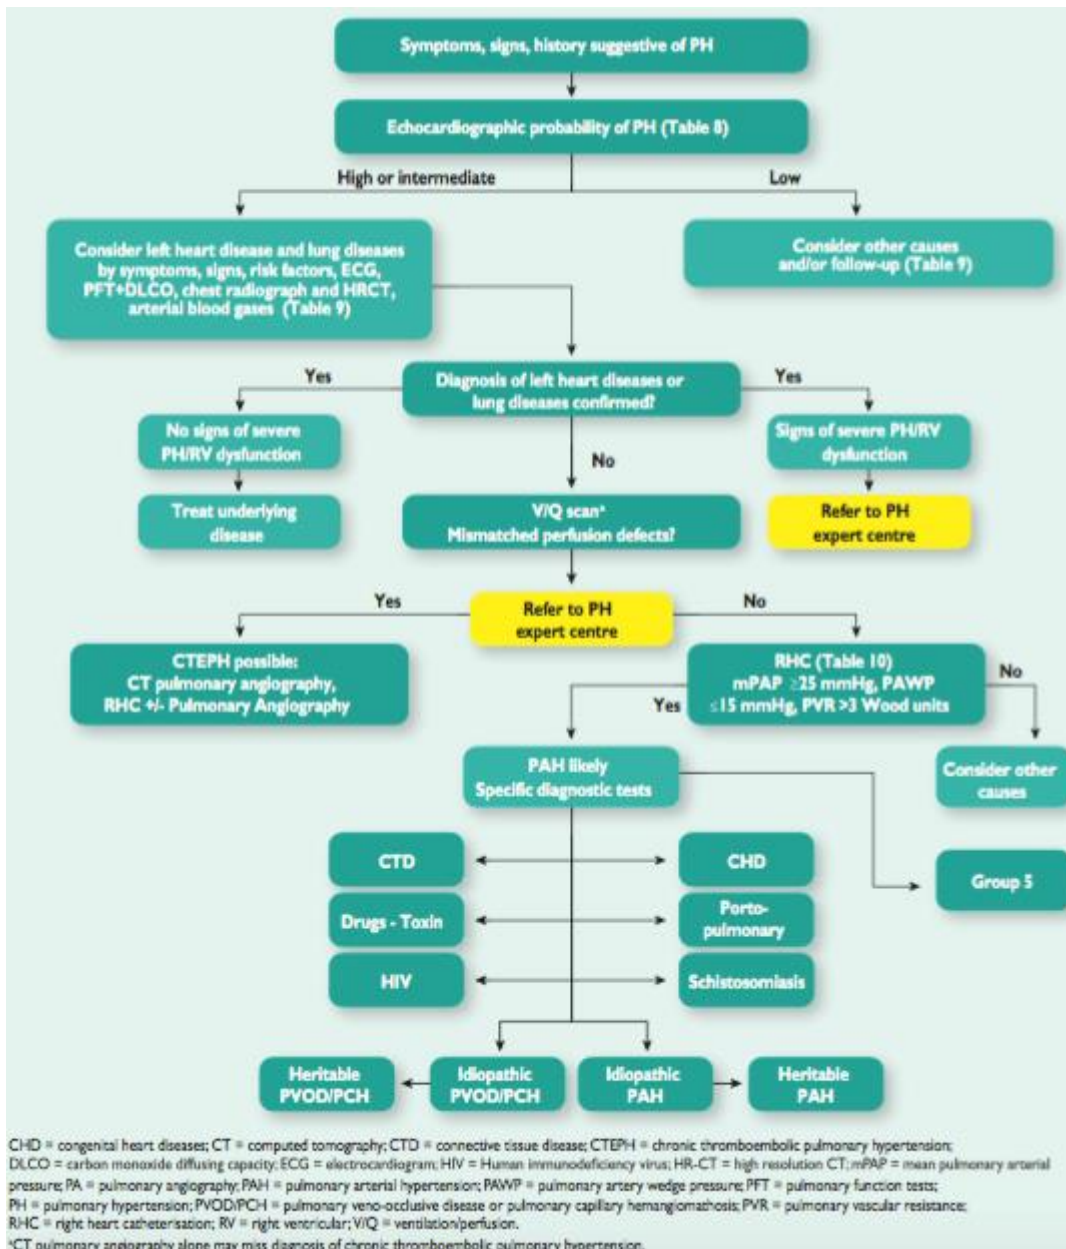 Symptoms, signs, history suggestive of PH
Echocardiographic probability of PH (Table 8)
High or intermediate
Low
Consider left heart disease and lung diseases
by symptoms, signs, risk factors, ECG,
PFT+DLCO, chest radiograph and HRCT,
arterial blood gases (Table 9)
Consider other causes
and/or follow-up (Table 9)
Yes
Diagnosis of left heart diseases or
lung diseases confirmed?
Yes
No signs of severe
PH/RV dysfunction
Signs of severe PH/RV
dysfunction
No
Treat underlying
disease
V/Q scanᵃ
Mismatched perfusion defects?
Refer to PH
expert centre
Yes
Refer to PH
expert centre
No
CTEPH possible:
CT pulmonary angiography,
RHC +/- Pulmonary Angiography
RHC (Table 10)
mPAP ≥25 mmHg, PAWP
≤15 mmHg, PVR >3 Wood units
No
Yes
PAH likely
Specific diagnostic tests
Consider other
causes
CTD
CHD
Group 5
Drugs - Toxin
Porto-
pulmonary
HIV
Schistosomiasis
Heritable
PVOD/PCH
Idiopathic
PVOD/PCH
Idiopathic
PAH
Heritable
PAH
CHD = congenital heart diseases; CT = computed tomography; CTD = connective tissue disease; CTEPH = chronic thromboembolic pulmonary hypertension;
DLCO = carbon monoxide diffusing capacity; ECG = electrocardiogram; HIV = Human immunodeficiency virus; HR-CT = high resolution CT; mPAP = mean pulmonary arterial
pressure; PA = pulmonary angiography; PAH = pulmonary arterial hypertension; PAWP = pulmonary artery wedge pressure; PFT = pulmonary function tests;
PH = pulmonary hypertension; PVOD/PCH = pulmonary veno-occlusive disease or pulmonary capillary hemangiomathosis; PVR = pulmonary vascular resistance;
RHC = right heart catheterisation; RV = right ventricular; V/Q = ventilation/perfusion.
ᵃCT pulmonary angiography alone may miss diagnosis of chronic thromboembolic pulmonary hypertension.